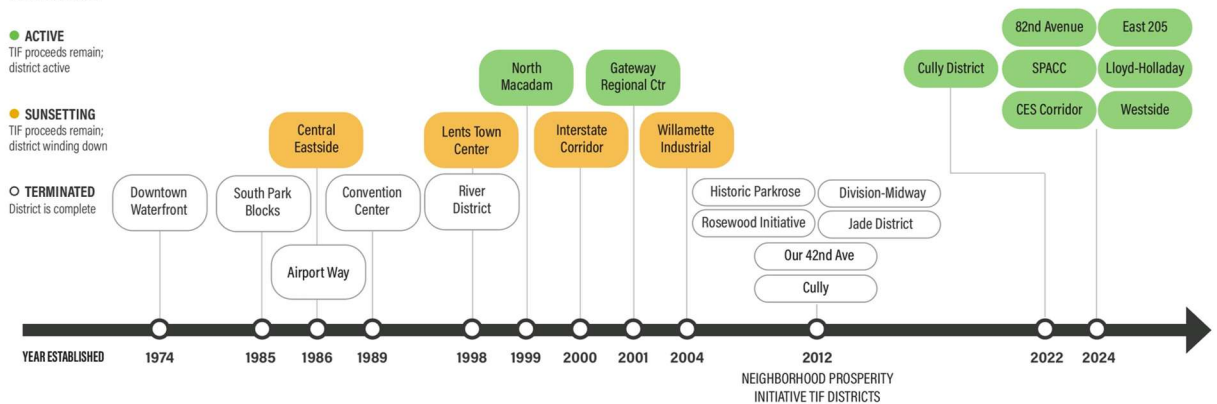 ACTIVE
TIF proceeds remain;
district active
SUNSETTING
TIF proceeds remain;
district winding down
TERMINATED
District is complete
Downtown
Waterfront
South Park
Blocks
Central
Eastside
Airport Way
Convention
Center
Lents Town
Center
River
District
North
Macadam
Interstate
Corridor
Gateway
Regional Ctr
Willamette
Industrial
Historic Parkrose
Division-Midway
Rosewood Initiative
Jade District
Our 42nd Ave
Cully
Cully District
82nd Avenue
East 205
SPACC
Lloyd-Holladay
CES Corridor
Westside
YEAR ESTABLISHED
1974
1985
1986
1989
1998
1999
2000
2001
2004
2012
2022
2024
NEIGHBORHOOD PROSPERITY
INITIATIVE TIF DISTRICTS